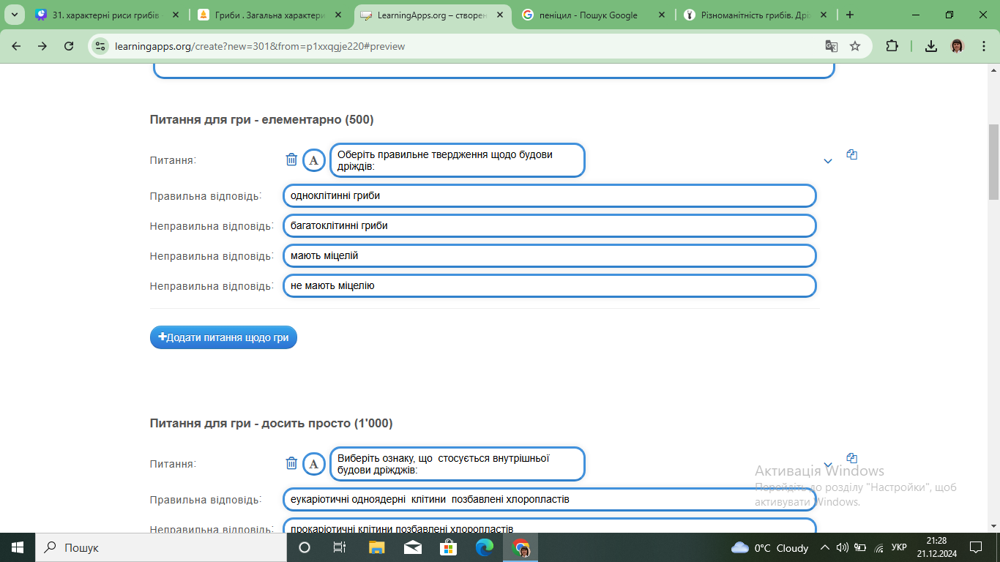 31. характерні риси грибів
Гриби . Загальна характери
LearningApps.org – створен
пеніцил - Пошук Google
Різноманітність грибів. Дрі
learningapps.org/create?new=301&from=p1xxqgje220#preview
Питання для гри - елементарно (500)
Питання:
A
Оберіть правильне твердження щодо будови
дріждів:
Правильна відповідь:
одноклітинні гриби
Неправильна відповідь:
багатоклітинні гриби
Неправильна відповідь:
мають міцелій
Неправильна відповідь:
не мають міцелію
Додати питання щодо гри
Питання для гри - досить просто (1'000)
Питання:
A
Виберіть ознаку, що  стосується внутрішньої
будови дріжджів:
Правильна відповідь:
еукаріотичні одноядерні  клітини  позбавлені хлоропластів
Неправильна відповідь:
прокаріотичні клітини позбавлені хлоропластів
Активація Windows
Перейдіть до розділу "Настройки", щоб
активувати Windows.
Пошук
0°C Cloudy
УКР
21:28
21.12.2024